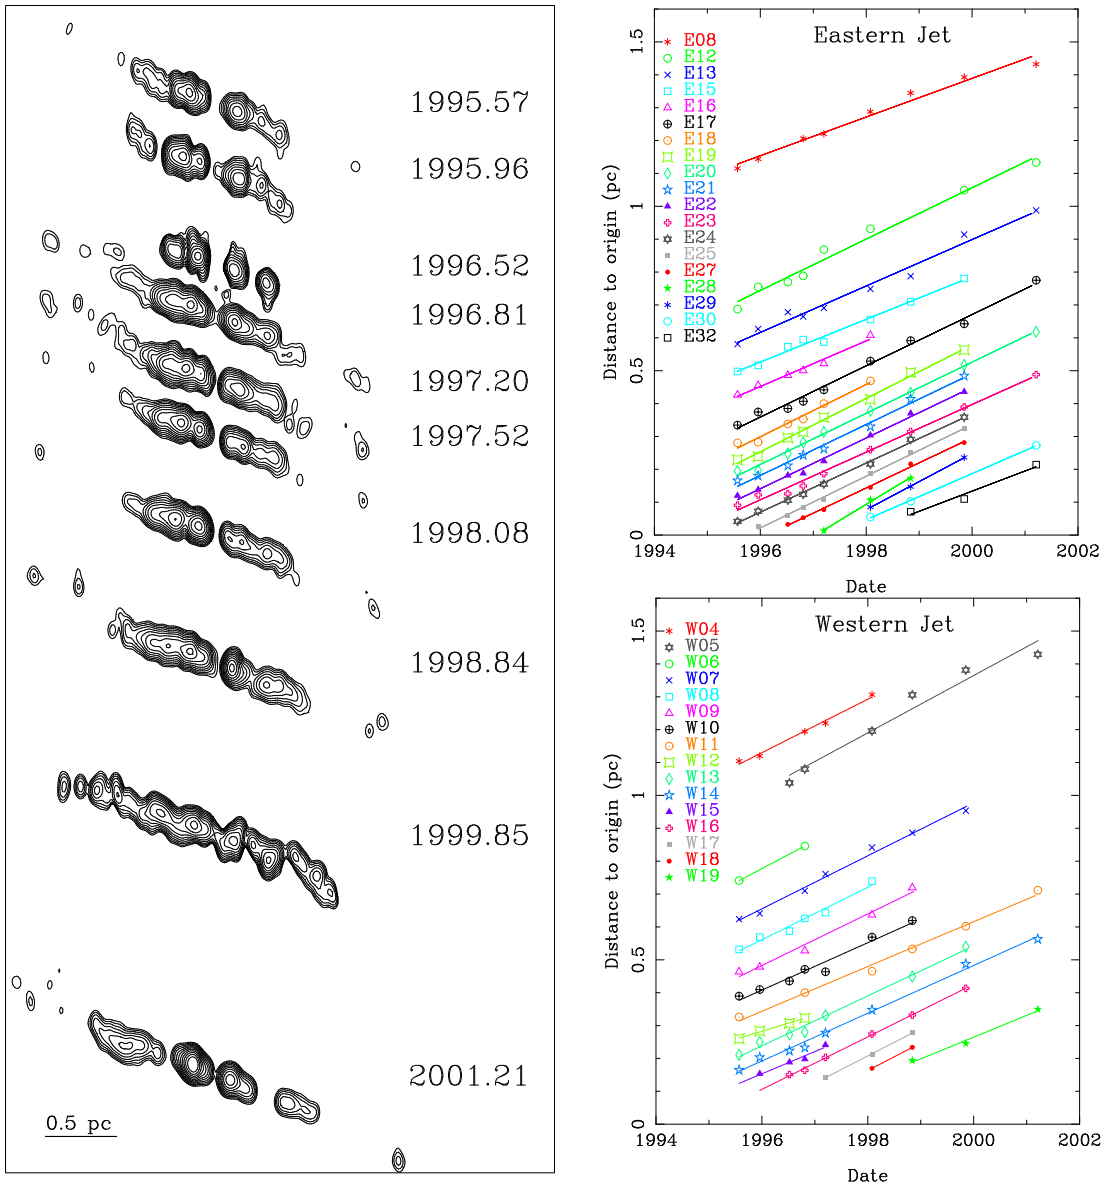 1995.57
1995.96
1996.52
1996.81
1997.20
1997.52
1998.08
1998.84
1999.85
2001.21
0.5 pc
Eastern Jet
E08
E12
E13
E15
E16
E17
E18
E19
E20
E21
E22
E23
E24
E25
E27
E28
E29
E30
E32
Distance to origin (pc)
1.5
1
0.5
0
1994 1996 1998 2000 2002
Date
Western Jet
W04
W05
W06
W07
W08
W09
W10
W11
W12
W13
W14
W15
W16
W17
W18
W19
Distance to origin (pc)
1.5
1
0.5
0
1994 1996 1998 2000 2002
Date